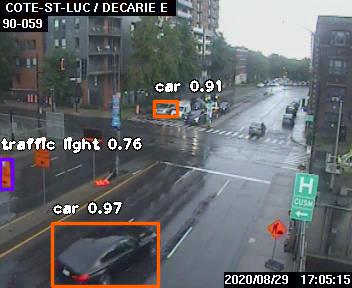 COTE-ST-LUC / DECARIE E
90-059
car 0.91
traffic light 0.76
car 0.97
H
CUSM
2020/08/29 17:05:15